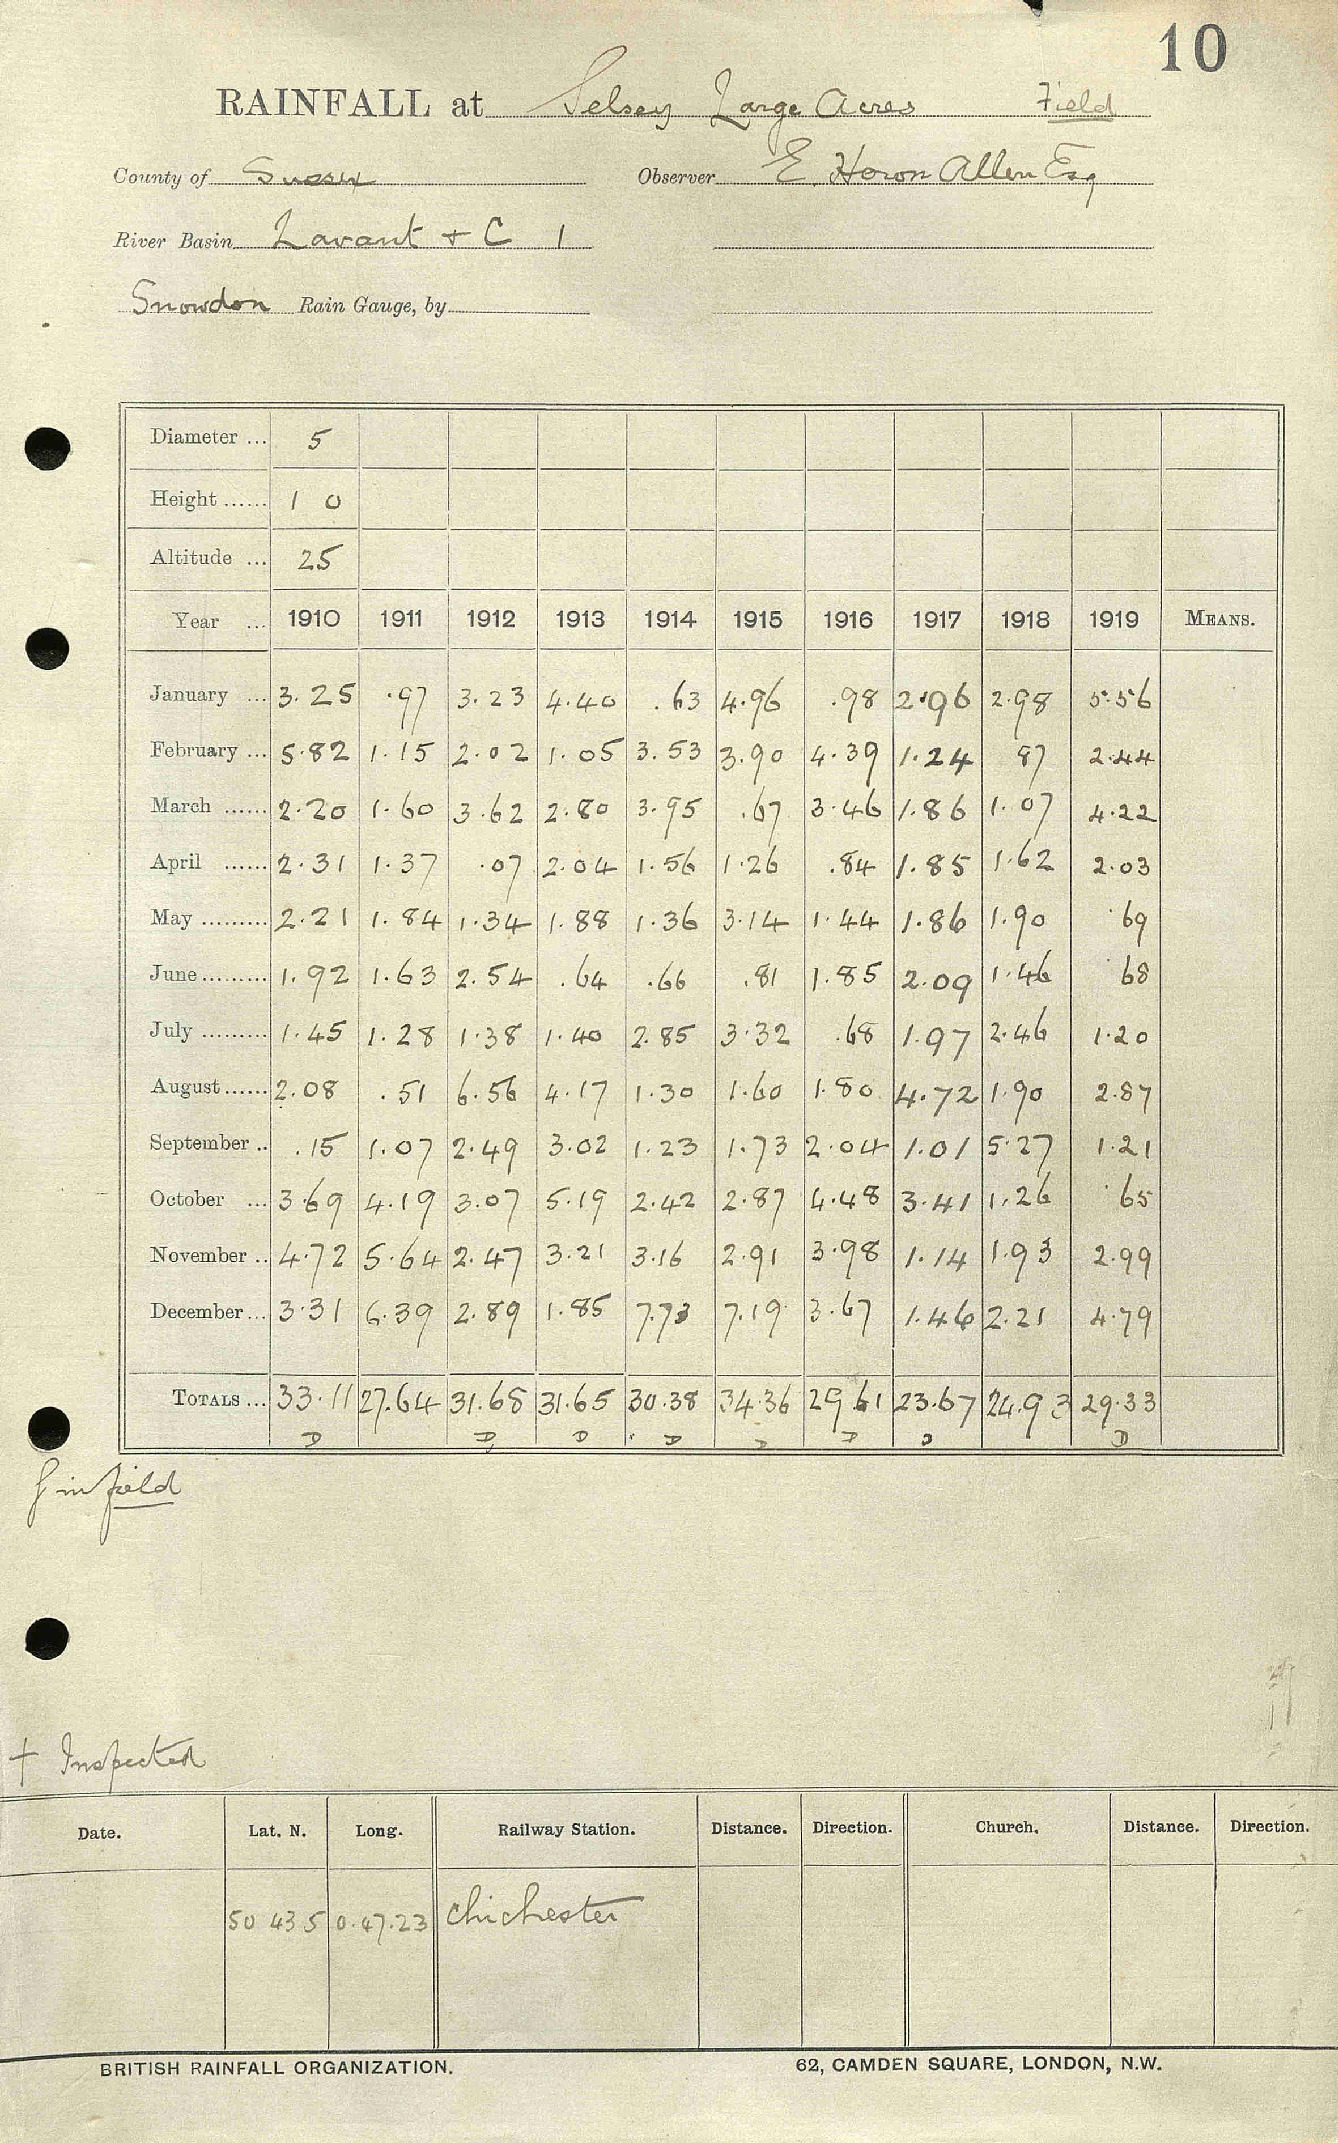 10
RAINFALL at Selsey Large Acres Field
County of Sussex Observer E. Heron Allen Esq
River Basin Lavant + C 1
Snowdon Rain Gauge, by
Diameter ... 5
Height ...... 1 0
Altitude ... 25
Year ... 1910 1911 1912 1913 1914 1915 1916 1917 1918 1919 MEANS.
January ... 3.25 .97 3.23 4.40 .63 4.96 .98 2.96 2.98 5.56
February ... 5.82 1.15 2.02 1.05 3.53 3.90 4.39 1.24 87 2.44
March ...... 2.20 1.60 3.62 2.80 3.95 .67 3.46 1.86 1.07 4.22
April ...... 2.31 1.37 .07 2.04 1.56 1.26 .84 1.85 1.62 2.03
May ......... 2.21 1.84 1.34 1.88 1.36 3.14 1.44 1.86 1.90 .69
June ......... 1.92 1.63 2.54 .64 .66 .81 1.85 2.09 1.46 .68
July ......... 1.45 1.28 1.38 1.40 2.85 3.32 .68 1.97 2.46 1.20
August ...... 2.08 .51 6.56 4.17 1.30 1.60 1.80 4.72 1.90 2.87
September .. .15 1.07 2.49 3.02 1.23 1.73 2.04 1.01 5.27 1.21
October ... 3.69 4.19 3.07 5.19 2.42 2.87 4.48 3.41 1.26 .65
November .. 4.72 5.64 2.47 3.21 3.16 2.91 3.98 1.14 1.93 2.99
December ... 3.31 6.39 2.89 1.85 7.73 7.19 3.67 1.46 2.21 4.79
TOTALS ... 33.11 27.64 31.68 31.65 30.38 34.36 29.61 23.67 24.93 29.33
D D D D D D D D
in field
+ Inspected
Date. Lat. N. Long. Railway Station. Distance. Direction. Church. Distance. Direction.
50 43 5 0.47.23 Chichester
BRITISH RAINFALL ORGANIZATION. 62, CAMDEN SQUARE, LONDON, N.W.